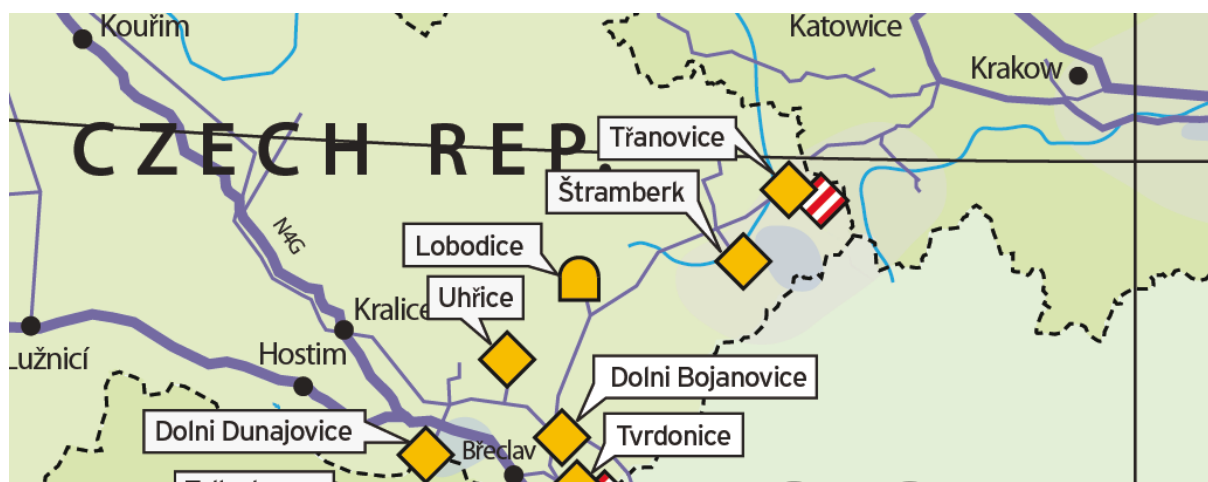 Kouřim
Katowice
Krakow
CZECH REP
Třanovice
Štramberk
N4G
Lobodice
Uhřice
Kralice
Lužnicí
Hostim
Dolni Bojanovice
Dolni Dunajovice
Tvrdonice
Břeclav